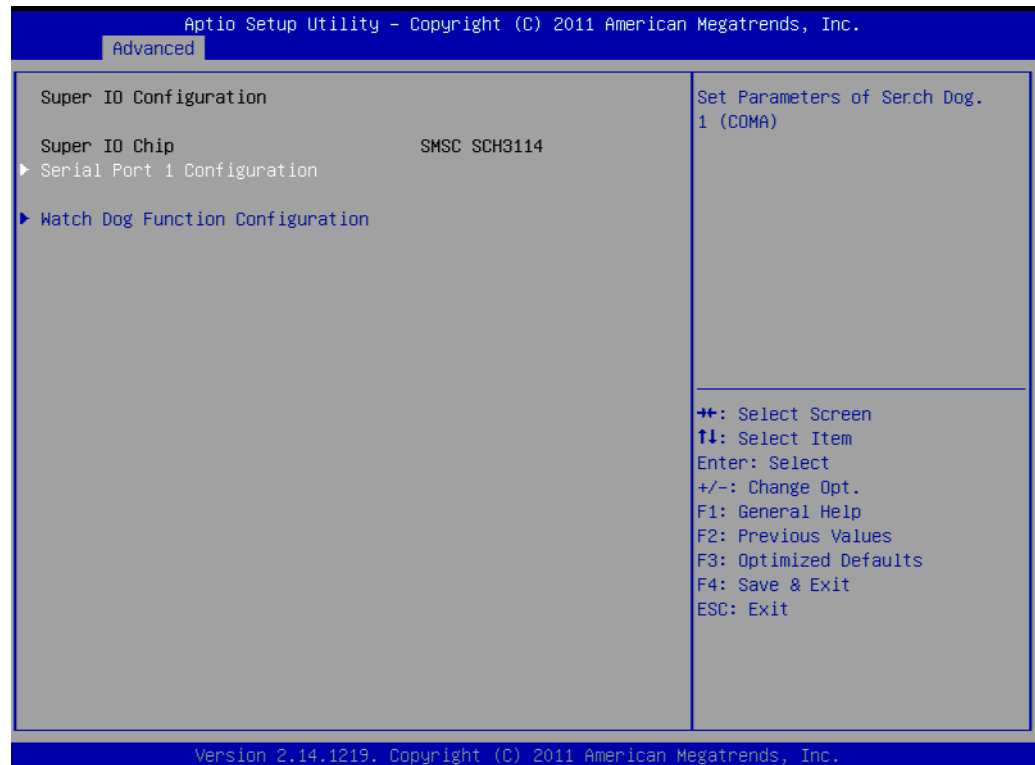 Aptio Setup Utility – Copyright (C) 2011 American Megatrends, Inc.
Advanced
Super IO Configuration
Super IO Chip SMSC SCH3114
▶ Serial Port 1 Configuration
▶ Watch Dog Function Configuration
Set Parameters of Serch Dog.
1 (COMA)
→←: Select Screen
↑↓: Select Item
Enter: Select
+/-: Change Opt.
F1: General Help
F2: Previous Values
F3: Optimized Defaults
F4: Save & Exit
ESC: Exit
Version 2.14.1219. Copyright (C) 2011 American Megatrends, Inc.